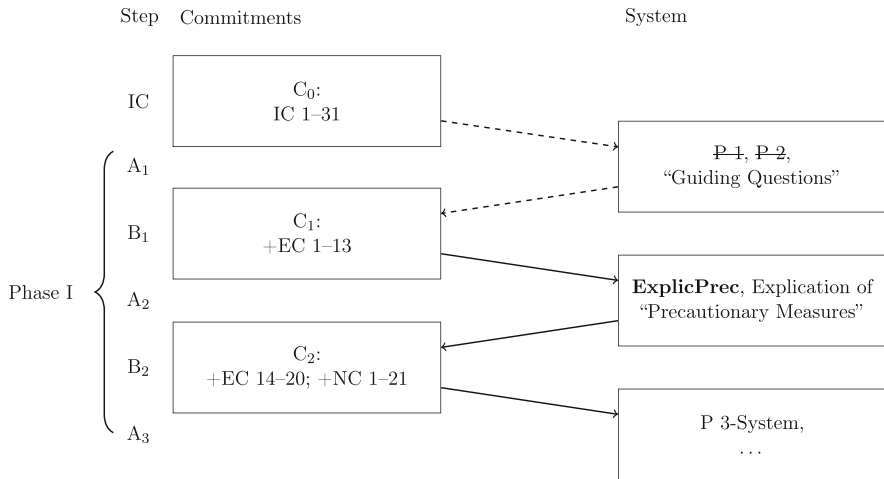 Step Commitments System
IC
C₀:
IC 1–31
P 1, P 2,
“Guiding Questions”
A₁
B₁
C₁:
+EC 1–13
Phase I
ExplicPrec, Explication of
“Precautionary Measures”
A₂
B₂
C₂:
+EC 14–20; +NC 1–21
P 3-System,
. . .
A₃